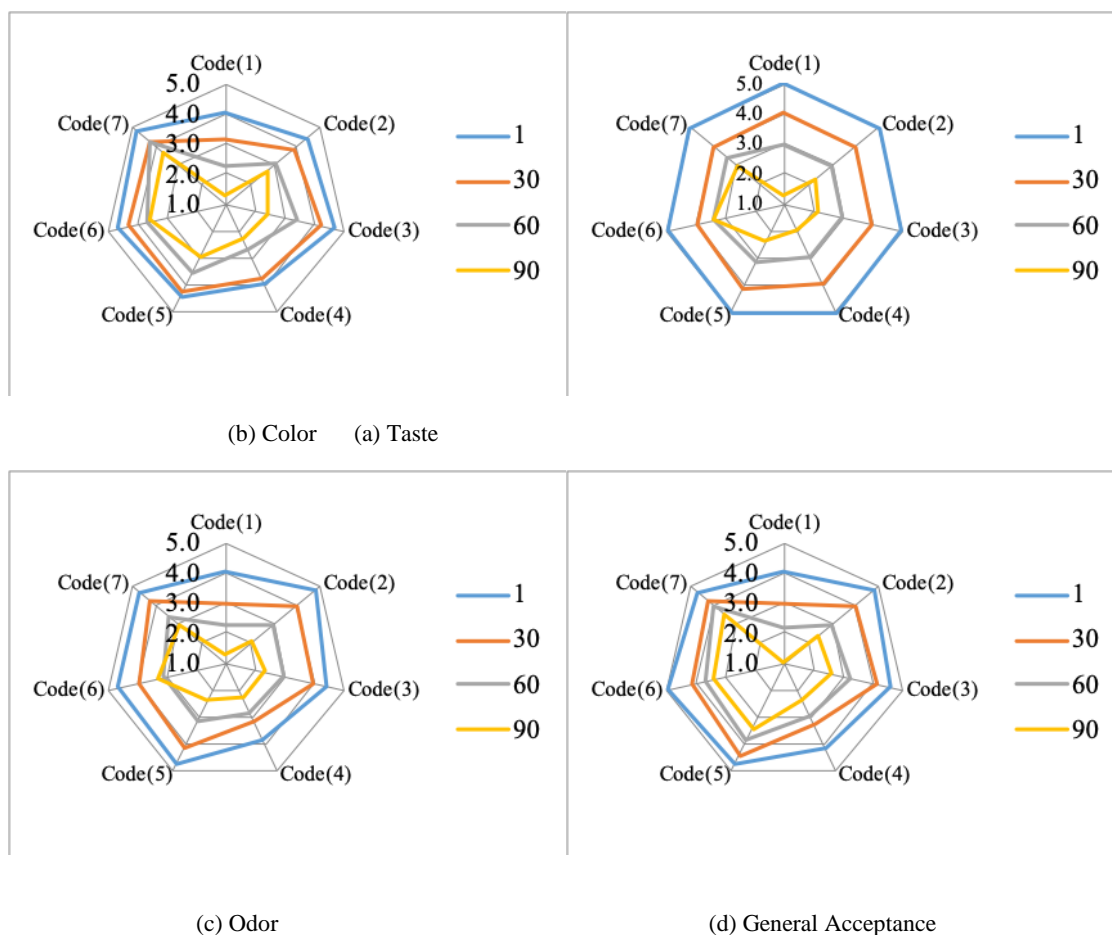 Code(1)
5.0
4.0
3.0
2.0
1.0
Code(2)
Code(3)
Code(4)
Code(5)
Code(6)
Code(7)
1
30
60
90
Code(1)
5.0
4.0
3.0
2.0
1.0
Code(2)
Code(3)
Code(4)
Code(5)
Code(6)
Code(7)
1
30
60
90
(b) Color (a) Taste
Code(1)
5.0
4.0
3.0
2.0
1.0
Code(2)
Code(3)
Code(4)
Code(5)
Code(6)
Code(7)
1
30
60
90
Code(1)
5.0
4.0
3.0
2.0
1.0
Code(2)
Code(3)
Code(4)
Code(5)
Code(6)
Code(7)
1
30
60
90
(c) Odor
(d) General Acceptance